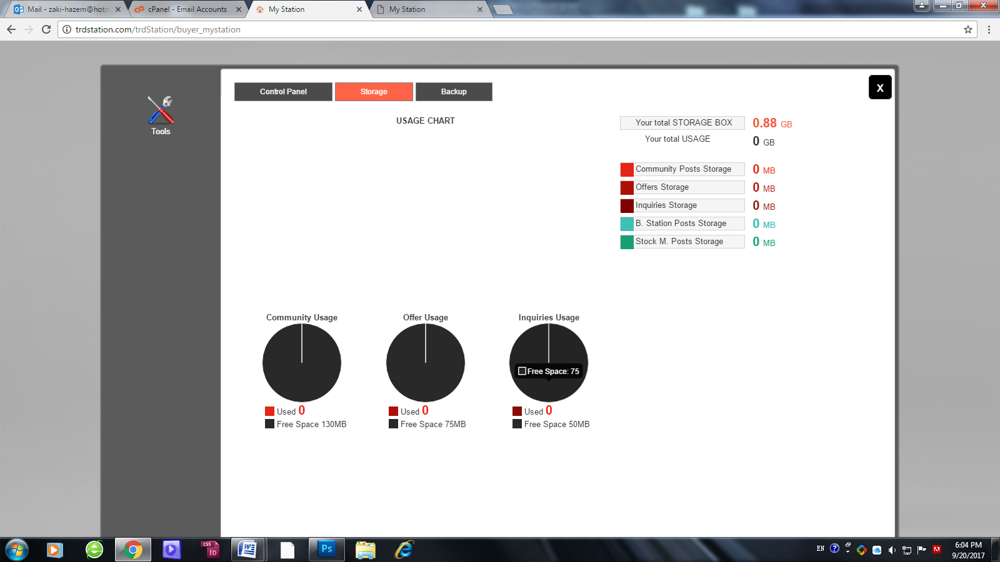 Mail - zaki-hazem@hotm
cPanel - Email Accounts
My Station
My Station
trdstation.com/trdStation/buyer_mystation
Tools
Control Panel
Storage
Backup
X
USAGE CHART
Your total STORAGE BOX 0.88 GB
Your total USAGE 0 GB
Community Posts Storage 0 MB
Offers Storage 0 MB
Inquiries Storage 0 MB
B. Station Posts Storage 0 MB
Stock M. Posts Storage 0 MB
Community Usage
Offer Usage
Inquiries Usage
Free Space: 75
Used 0
Free Space 130MB
Used 0
Free Space 75MB
Used 0
Free Space 50MB
CS5
ID
W
Ps
EN
6:04 PM
9/20/2017